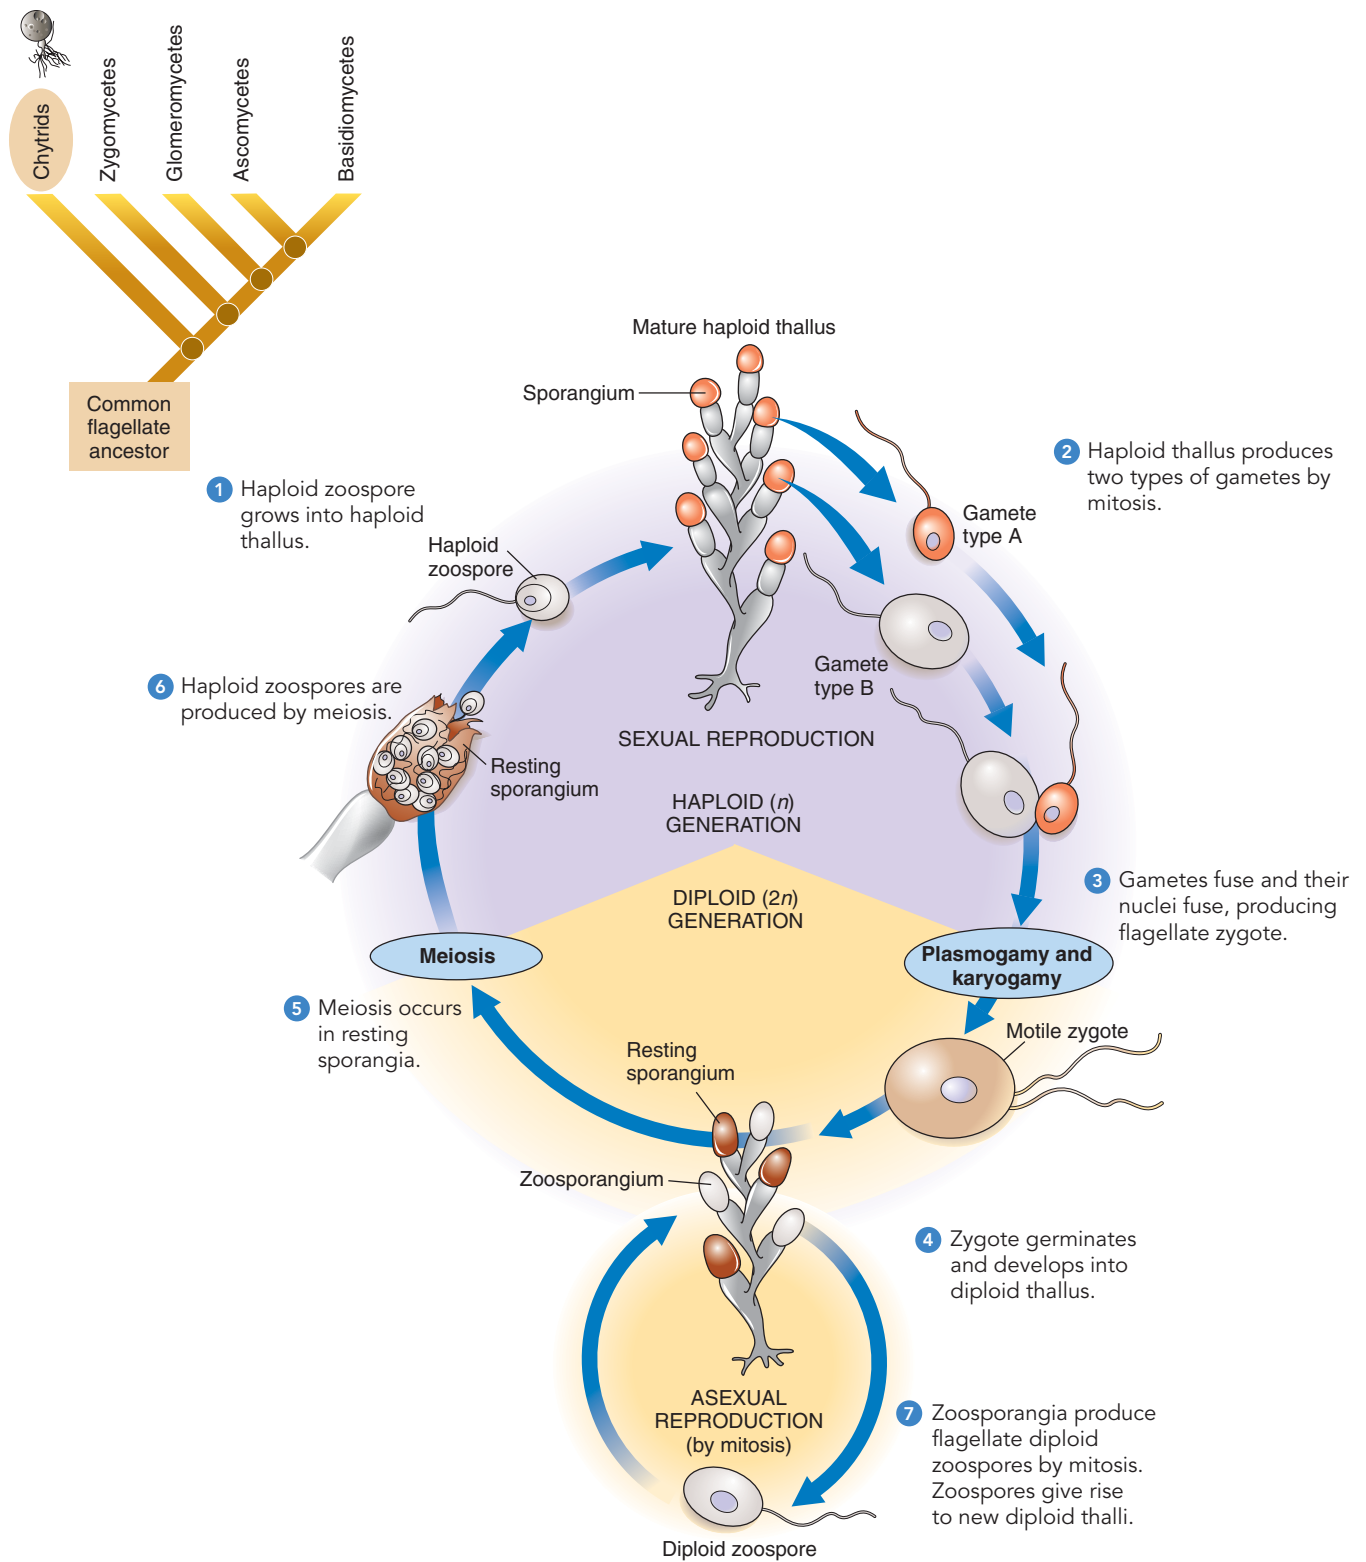 Chytrids
Zygomycetes
Glomeromycetes
Ascomycetes
Basidiomycetes
Common
flagellate
ancestor
Mature haploid thallus
Sporangium
1 Haploid zoospore
grows into haploid
thallus.
Haploid
zoospore
2 Haploid thallus produces
two types of gametes by
mitosis.
Gamete
type A
Gamete
type B
6 Haploid zoospores are
produced by meiosis.
Resting
sporangium
SEXUAL REPRODUCTION
HAPLOID (n)
GENERATION
DIPLOID (2n)
GENERATION
3 Gametes fuse and their
nuclei fuse, producing
flagellate zygote.
Meiosis
Plasmogamy and
karyogamy
5 Meiosis occurs
in resting
sporangia.
Motile zygote
Resting
sporangium
Zoosporangium
4 Zygote germinates
and develops into
diploid thallus.
ASEXUAL
REPRODUCTION
(by mitosis)
7 Zoosporangia produce
flagellate diploid
zoospores by mitosis.
Zoospores give rise
to new diploid thalli.
Diploid zoospore